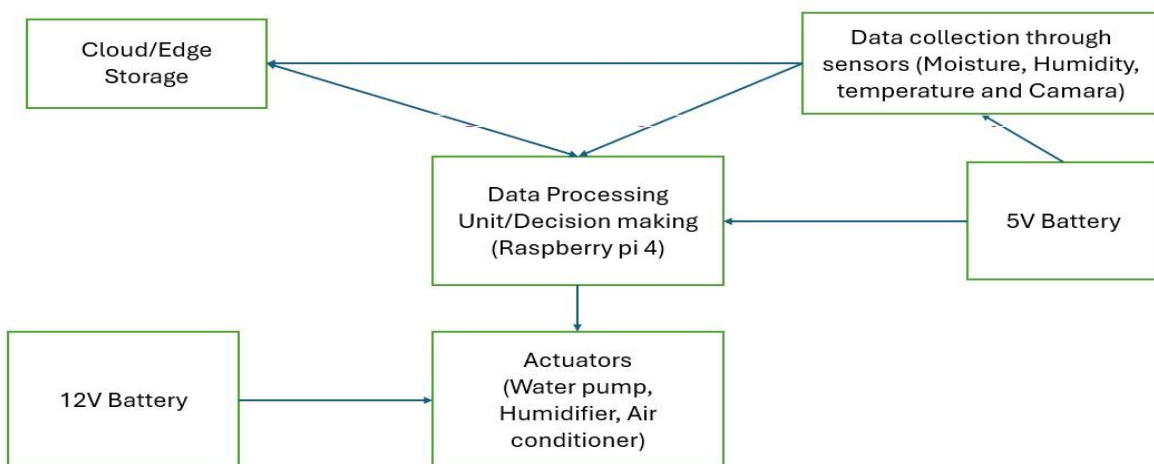 Cloud/Edge
Storage
Data collection through
sensors (Moisture, Humidity,
temperature and Camara)
Data Processing
Unit/Decision making
(Raspberry pi 4)
5V Battery
12V Battery
Actuators
(Water pump,
Humidifier, Air
conditioner)